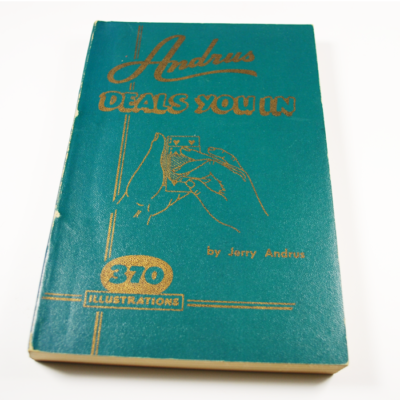 Andrus
DEALS YOU IN
by Jerry Andrus
370
ILLUSTRATIONS